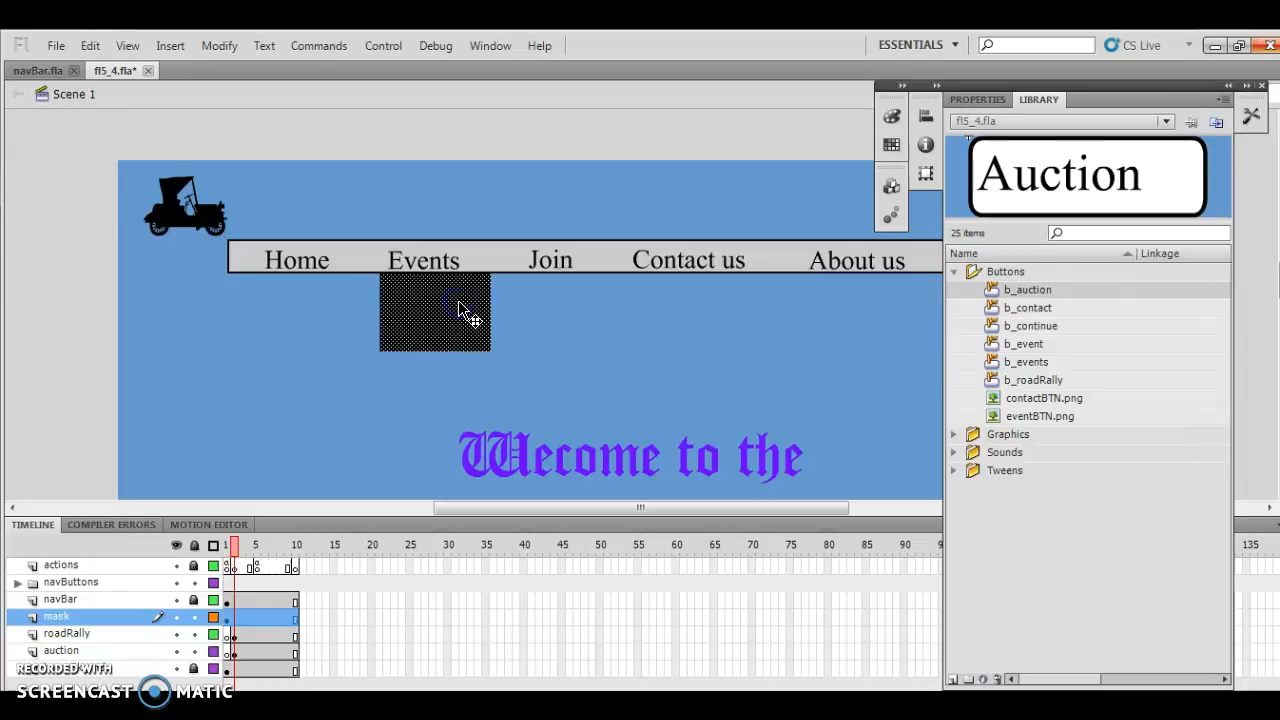 Fl File Edit View Insert Modify Text Commands Control Debug Window Help ESSENTIALS CS Live
navBar.fla fl5_4.fla*
Scene 1
PROPERTIES LIBRARY
fl5_4.fla
Auction
25 items
Name Linkage
Home Events Join Contact us About us
Buttons
b_auction
b_contact
b_continue
b_event
b_events
b_roadRally
contactBTN.png
eventBTN.png
Graphics
Sounds
Tweens
Wecome to the
TIMELINE COMPILER ERRORS MOTION EDITOR
1 5 10 15 20 25 30 35 40 45 50 55 60 65 70 75 80 85 90 9 135
actions
navButtons
navBar
mask
roadRally
auction
RECORDED WITH
SCREENCAST MATIC